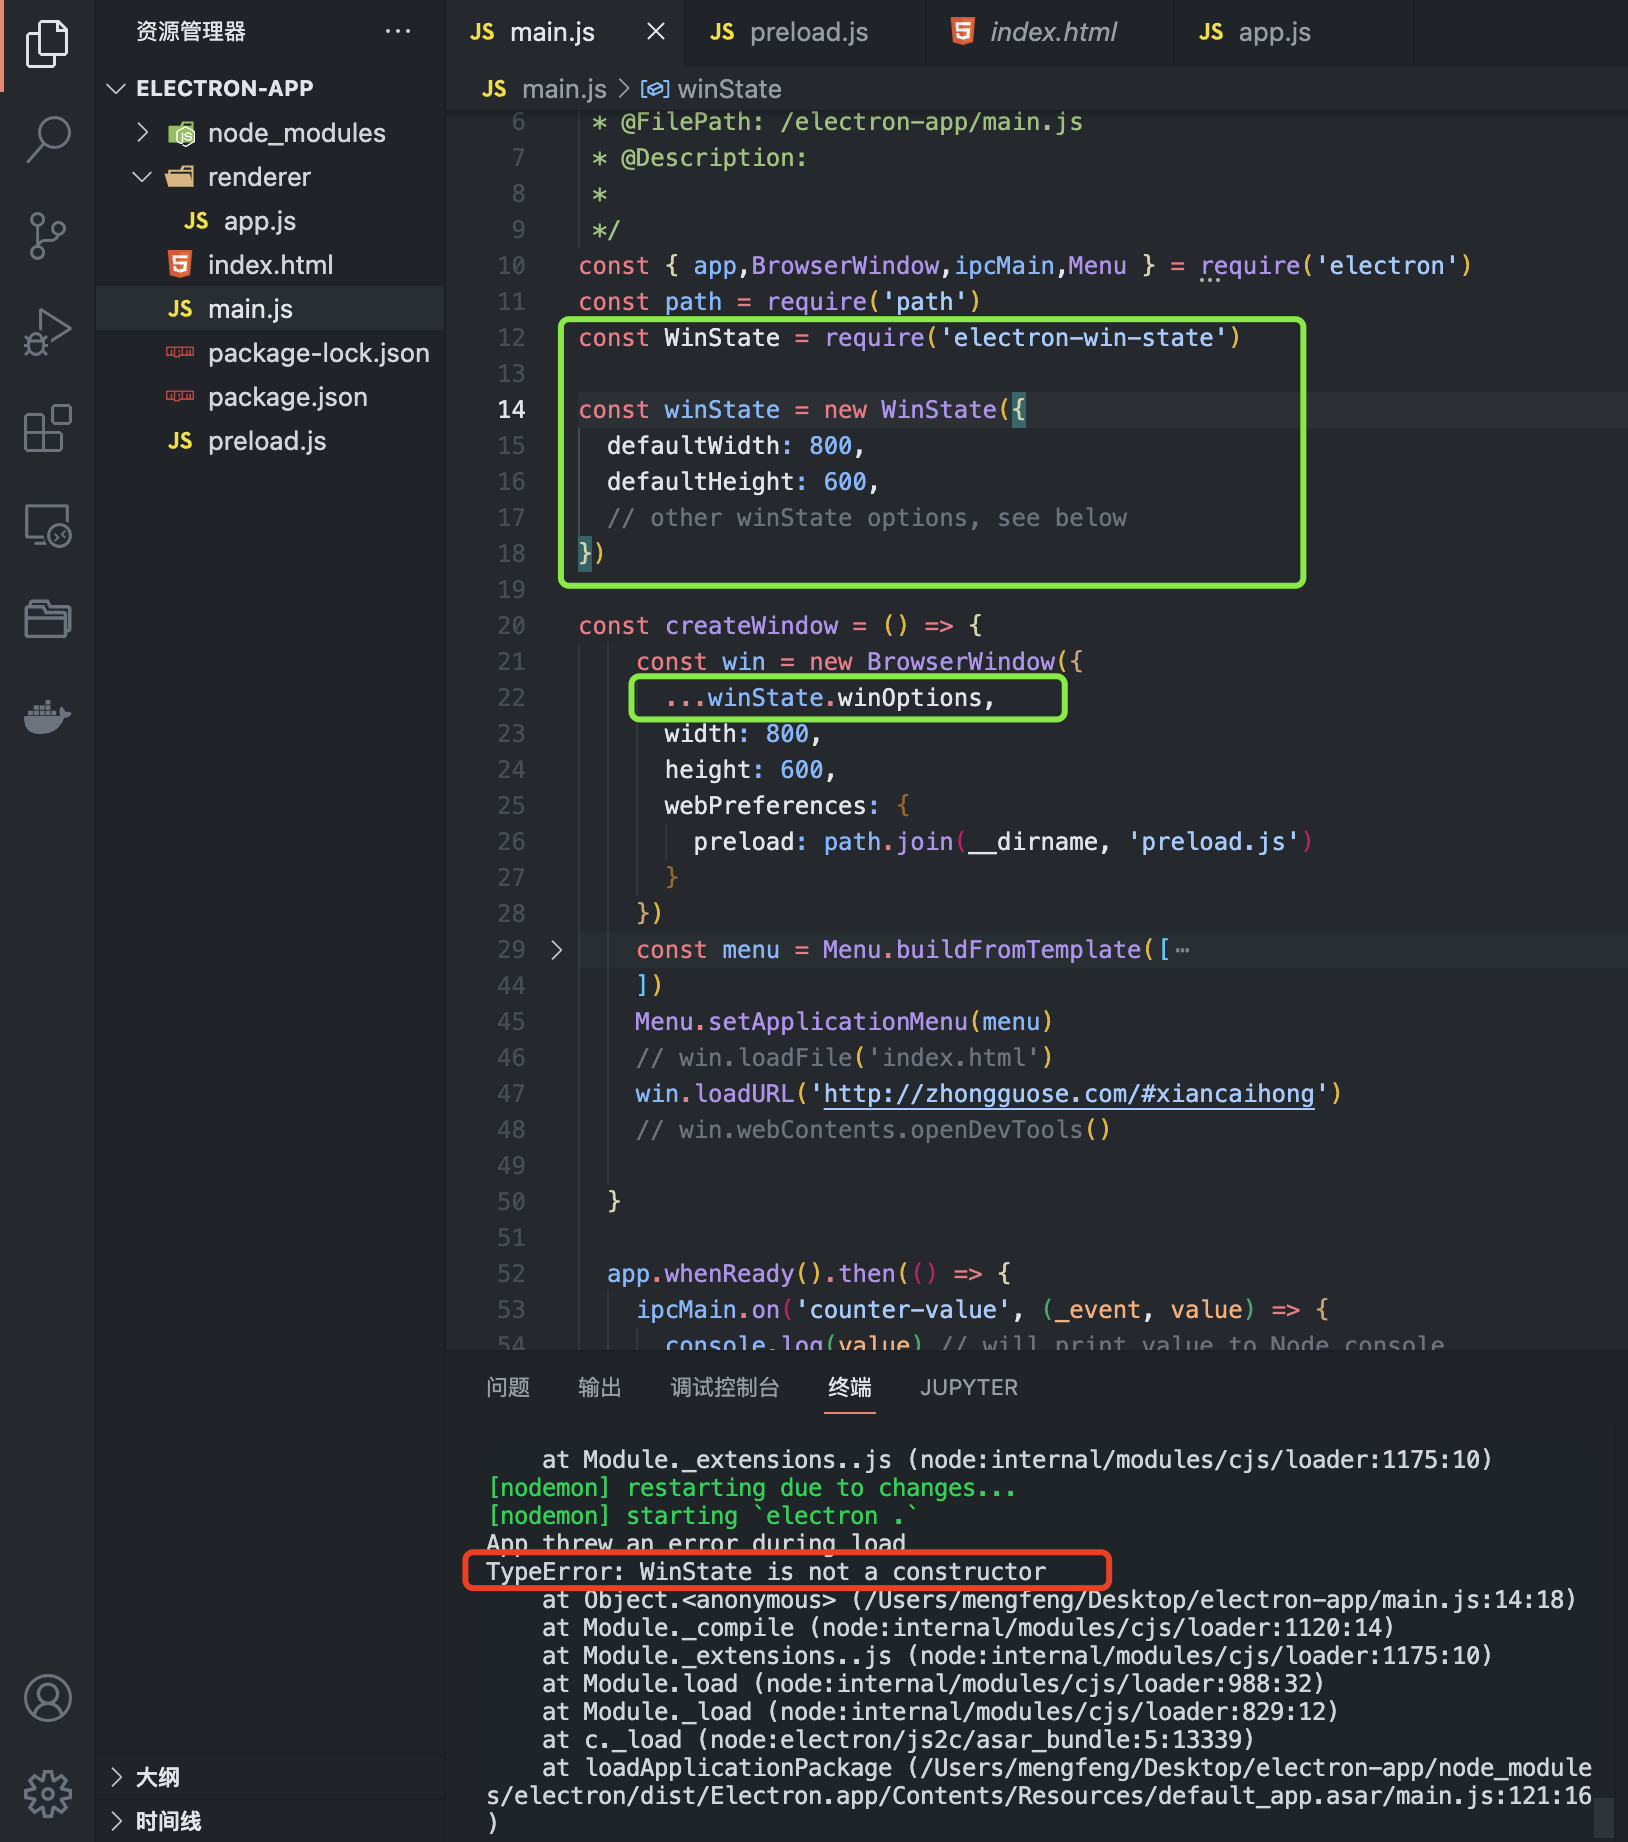 资源管理器
ELECTRON-APP
node_modules
renderer
JS app.js
index.html
JS main.js
package-lock.json
package.json
JS preload.js
大纲
时间线
JS main.js
JS preload.js
index.html
JS app.js
JS main.js > winState
6 * @FilePath: /electron-app/main.js
7 * @Description:
8 *
9 */
10 const { app,BrowserWindow,ipcMain,Menu } = require('electron')
11 const path = require('path')
12 const WinState = require('electron-win-state')
13
14 const winState = new WinState({
15 defaultWidth: 800,
16 defaultHeight: 600,
17 // other winState options, see below
18 })
19
20 const createWindow = () => {
21 const win = new BrowserWindow({
22 ...winState.winOptions,
23 width: 800,
24 height: 600,
25 webPreferences: {
26 preload: path.join(__dirname, 'preload.js')
27 }
28 })
29 const menu = Menu.buildFromTemplate([⋯
44 ])
45 Menu.setApplicationMenu(menu)
46 // win.loadFile('index.html')
47 win.loadURL('http://zhongguose.com/#xiancaihong')
48 // win.webContents.openDevTools()
49
50 }
51
52 app.whenReady().then(() => {
53 ipcMain.on('counter-value', (_event, value) => {
54 console.log(value) // will print value to Node console
问题
输出
调试控制台
终端
JUPYTER
at Module._extensions..js (node:internal/modules/cjs/loader:1175:10)
[nodemon] restarting due to changes...
[nodemon] starting `electron .`
App threw an error during load
TypeError: WinState is not a constructor
at Object.<anonymous> (/Users/mengfeng/Desktop/electron-app/main.js:14:18)
at Module._compile (node:internal/modules/cjs/loader:1120:14)
at Module._extensions..js (node:internal/modules/cjs/loader:1175:10)
at Module.load (node:internal/modules/cjs/loader:988:32)
at Module._load (node:internal/modules/cjs/loader:829:12)
at c._load (node:electron/js2c/asar_bundle:5:13339)
at loadApplicationPackage (/Users/mengfeng/Desktop/electron-app/node_module
s/electron/dist/Electron.app/Contents/Resources/default_app.asar/main.js:121:16
)